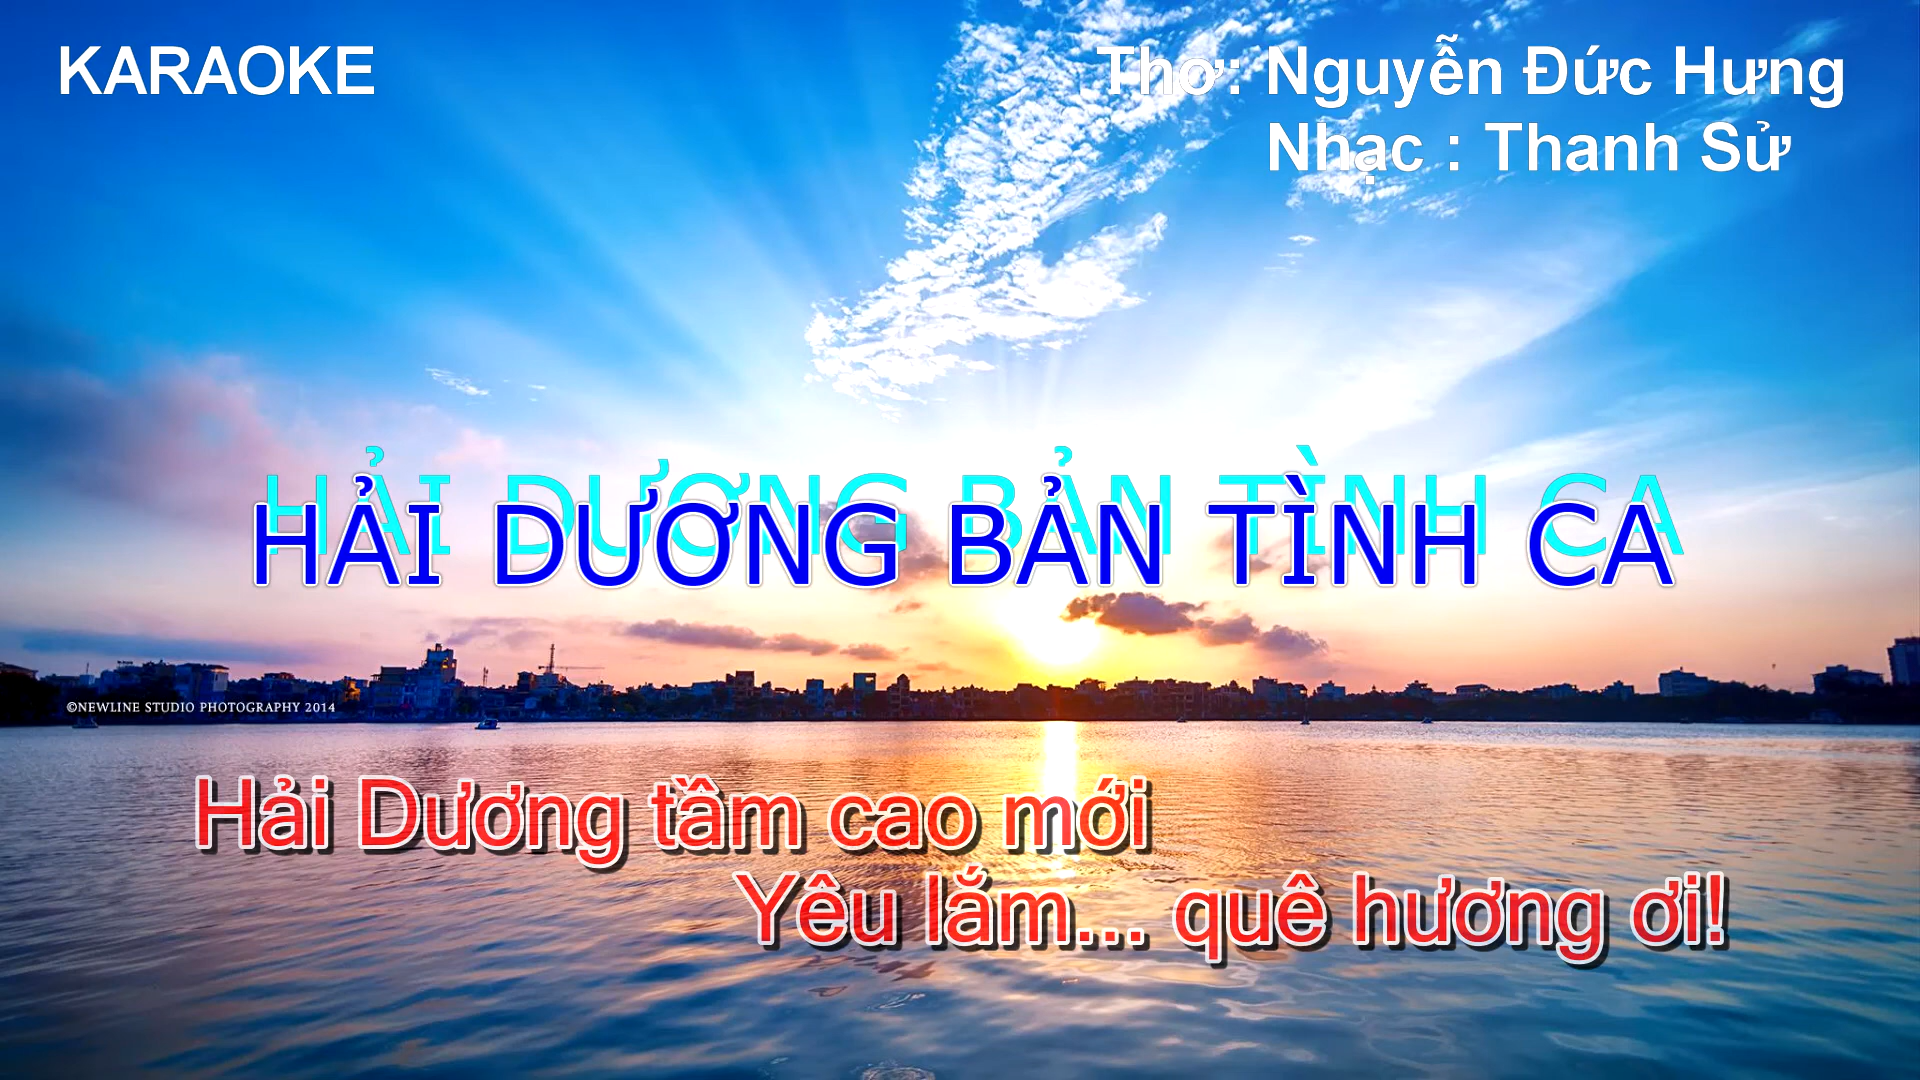 KARAOKE
Thơ: Nguyễn Đức Hưng
Nhạc : Thanh Sử
HẢI DƯƠNG BẢN TÌNH CA
©NEWLINE STUDIO PHOTOGRAPHY 2014
Hải Dương tầm cao mới
Yêu lắm... quê hương ơi!